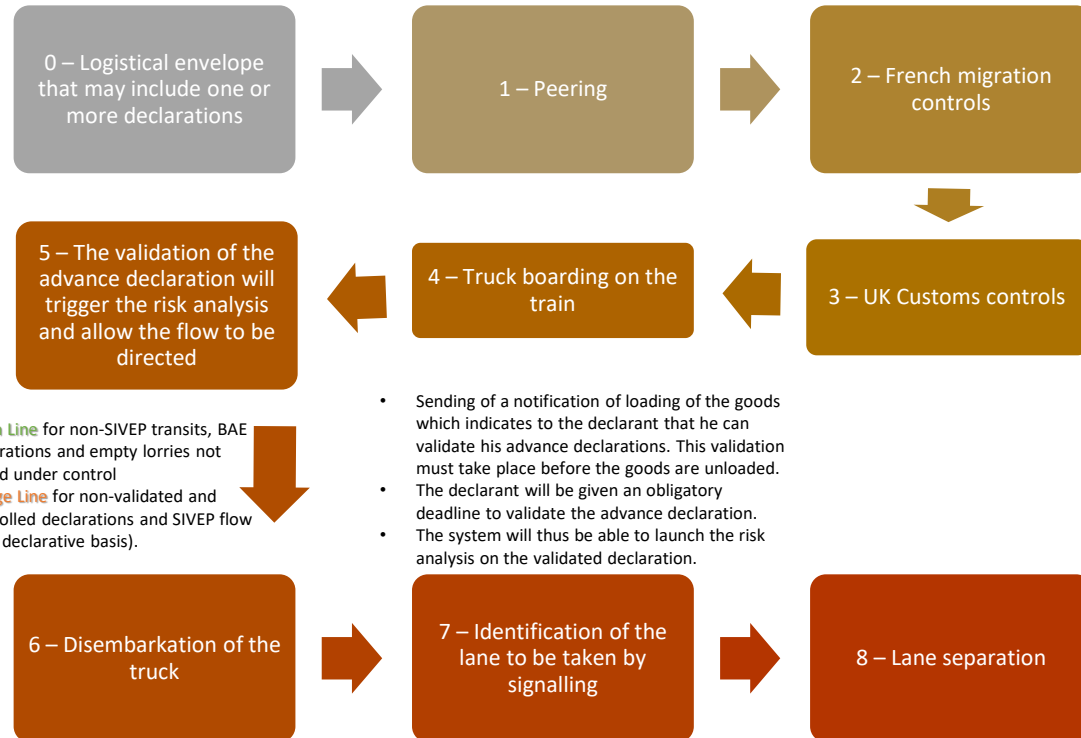 0 – Logistical envelope
that may include one or
more declarations
1 – Peering
2 – French migration
controls
3 – UK Customs controls
4 – Truck boarding on the
train
5 – The validation of the
advance declaration will
trigger the risk analysis
and allow the flow to be
directed
Line for non-SIVEP transits, BAE
and empty lorries not
under control
Line for non-validated and
declarations and SIVEP flow
declarative basis).
• Sending of a notification of loading of the goods
which indicates to the declarant that he can
validate his advance declarations. This validation
must take place before the goods are unloaded.
• The declarant will be given an obligatory
deadline to validate the advance declaration.
• The system will thus be able to launch the risk
analysis on the validated declaration.
6 – Disembarkation of the
truck
7 – Identification of the
lane to be taken by
signalling
8 – Lane separation